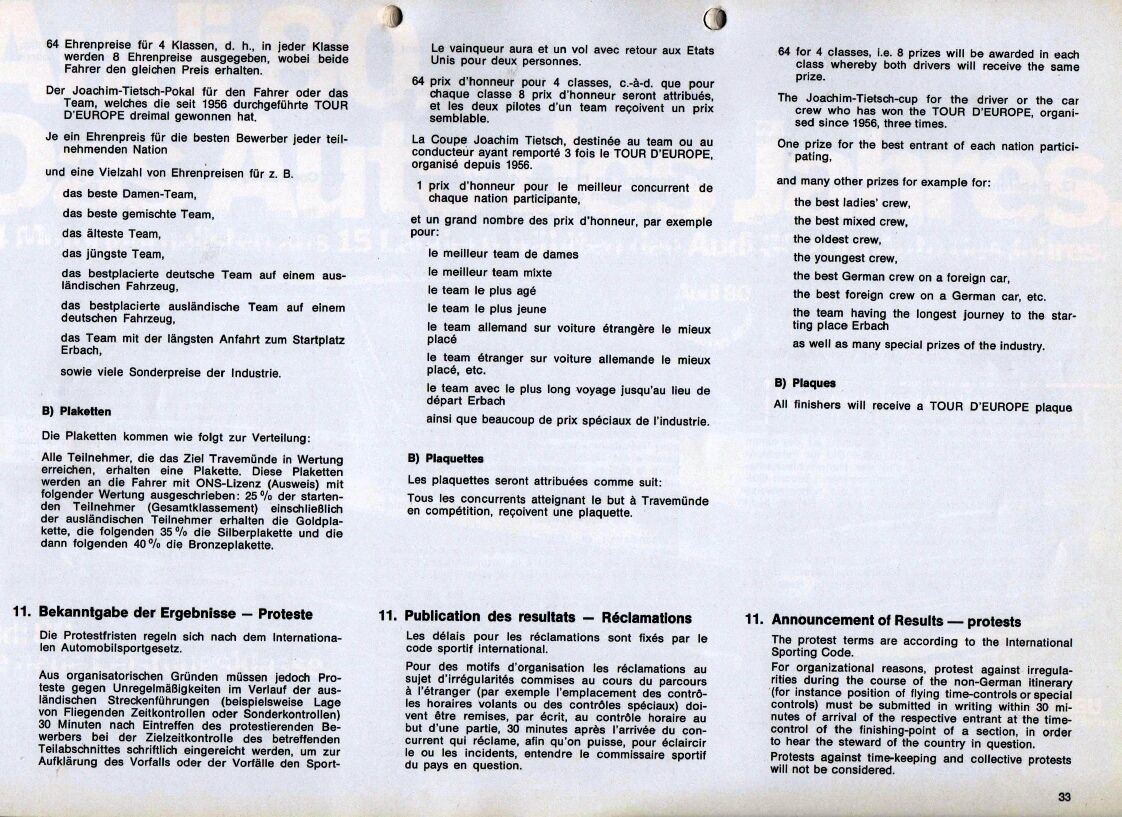 64 Ehrenpreise für 4 Klassen, d. h., in jeder Klasse
werden 8 Ehrenpreise ausgegeben, wobei beide
Fahrer den gleichen Preis erhalten.
Der Joachim-Tietsch-Pokal für den Fahrer oder das
Team, welches die seit 1956 durchgeführte TOUR
D'EUROPE dreimal gewonnen hat.
Je ein Ehrenpreis für die besten Bewerber jeder teil-
nehmenden Nation
und eine Vielzahl von Ehrenpreisen für z. B.
das beste Damen-Team,
das beste gemischte Team,
das älteste Team,
das jüngste Team,
das bestplacierte deutsche Team auf einem aus-
ländischen Fahrzeug,
das bestplacierte ausländische Team auf einem
deutschen Fahrzeug,
das Team mit der längsten Anfahrt zum Startplatz
Erbach,
sowie viele Sonderpreise der Industrie.
B) Plaketten
Die Plaketten kommen wie folgt zur Verteilung:
Alle Teilnehmer, die das Ziel Travemünde in Wertung
erreichen, erhalten eine Plakette. Diese Plaketten
werden an die Fahrer mit ONS-Lizenz (Ausweis) mit
folgender Wertung ausgeschrieben: 25 % der starten-
den Teilnehmer (Gesamtklassement) einschließlich
der ausländischen Teilnehmer erhalten die Goldpla-
kette, die folgenden 35 % die Silberplakette und die
dann folgenden 40 % die Bronzeplakette.
11. Bekanntgabe der Ergebnisse — Proteste
Die Protestfristen regeln sich nach dem Internationa-
len Automobilsportgesetz.
Aus organisatorischen Gründen müssen jedoch Pro-
teste gegen Unregelmäßigkeiten im Verlauf der aus-
ländischen Streckenführungen (beispielsweise Lage
von Fliegenden Zeitkontrollen oder Sonderkontrollen)
30 Minuten nach Eintreffen des protestierenden Be-
werbers bei der Zielzeitkontrolle des betreffenden
Teilabschnittes schriftlich eingereicht werden, um zur
Aufklärung des Vorfalls oder der Vorfälle den Sport-
Le vainqueur aura et un vol avec retour aux Etats
Unis pour deux personnes.
64 prix d'honneur pour 4 classes, c.-à-d. que pour
chaque classe 8 prix d'honneur seront attribués,
et les deux pilotes d'un team reçoivent un prix
semblable.
La Coupe Joachim Tietsch, destinée au team ou au
conducteur ayant remporté 3 fois le TOUR D'EUROPE,
organisé depuis 1956.
1 prix d'honneur pour le meilleur concurrent de
chaque nation participante,
et un grand nombre des prix d'honneur, par exemple
pour:
le meilleur team de dames
le meilleur team mixte
le team le plus agé
le team le plus jeune
le team allemand sur voiture étrangère le mieux
placé
le team étranger sur voiture allemande le mieux
placé, etc.
le team avec le plus long voyage jusqu'au lieu de
départ Erbach
ainsi que beaucoup de prix spéciaux de l'industrie.
B) Plaquettes
Les plaquettes seront attribuées comme suit:
Tous les concurrents atteignant le but à Travemünde
en compétition, reçoivent une plaquette.
11. Publication des resultats — Réclamations
Les délais pour les réclamations sont fixés par le
code sportif international.
Pour des motifs d'organisation les réclamations au
sujet d'irrégularités commises au cours du parcours
à l'étranger (par exemple l'emplacement des contrô-
les horaires volants ou des contrôles spéciaux) doi-
vent être remises, par écrit, au contrôle horaire au
but d'une partie, 30 minutes après l'arrivée du con-
current qui réclame, afin qu'on puisse, pour éclaircir
le ou les incidents, entendre le commissaire sportif
du pays en question.
64 for 4 classes, i.e. 8 prizes will be awarded in each
class whereby both drivers will receive the same
prize.
The Joachim-Tietsch-cup for the driver or the car
crew who has won the TOUR D'EUROPE, organi-
sed since 1956, three times.
One prize for the best entrant of each nation partici-
pating,
and many other prizes for example for:
the best ladies' crew,
the best mixed crew,
the oldest crew,
the youngest crew,
the best German crew on a foreign car,
the best foreign crew on a German car, etc.
the team having the longest journey to the star-
ting place Erbach
as well as many special prizes of the industry.
B) Plaques
All finishers will receive a TOUR D'EUROPE plaque
11. Announcement of Results — protests
The protest terms are according to the International
Sporting Code.
For organizational reasons, protest against irregula-
rities during the course of the non-German itinerary
(for instance position of flying time-controls or special
controls) must be submitted in writing within 30 mi-
nutes of arrival of the respective entrant at the time-
control of the finishing-point of a section, in order
to hear the steward of the country in question.
Protests against time-keeping and collective protests
will not be considered.
33